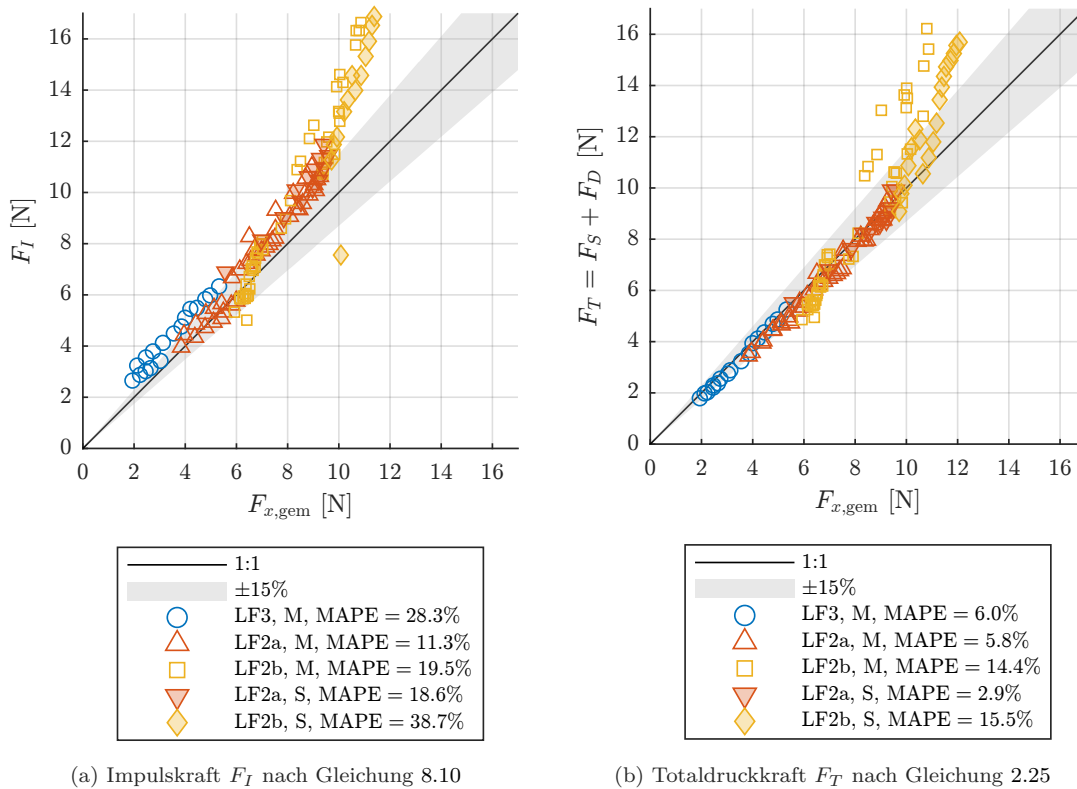 16
14
12
10
8
6
4
2
0
F_I [N]
0 2 4 6 8 10 12 14 16
F_{x,gem} [N]
1:1
±15%
LF3, M, MAPE = 28.3%
LF2a, M, MAPE = 11.3%
LF2b, M, MAPE = 19.5%
LF2a, S, MAPE = 18.6%
LF2b, S, MAPE = 38.7%
(a) Impulskraft F_I nach Gleichung 8.10
16
14
12
10
8
6
4
2
0
F_T = F_S + F_D [N]
0 2 4 6 8 10 12 14 16
F_{x,gem} [N]
1:1
±15%
LF3, M, MAPE = 6.0%
LF2a, M, MAPE = 5.8%
LF2b, M, MAPE = 14.4%
LF2a, S, MAPE = 2.9%
LF2b, S, MAPE = 15.5%
(b) Totaldruckkraft F_T nach Gleichung 2.25